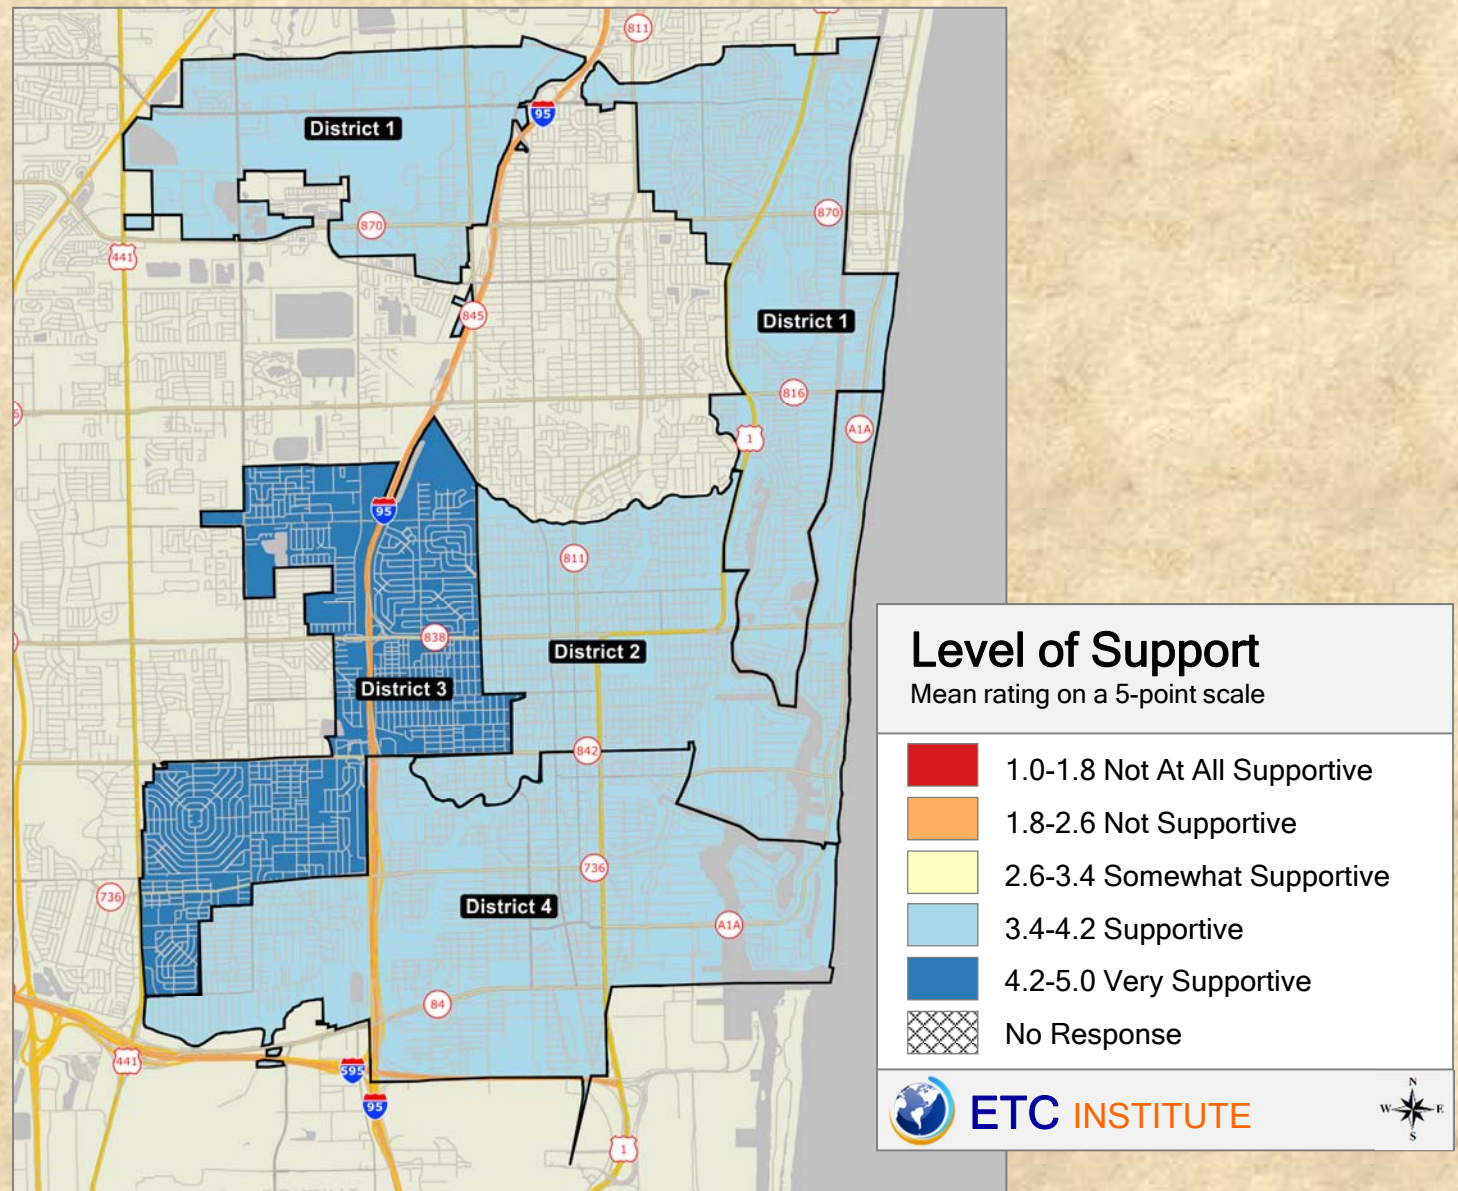 811
95
District 1
870
870
441
845
District 1
816
A1A
1
95
811
838
District 2
District 3
842
736
736
District 4
A1A
84
441
595
95
1
Level of Support
Mean rating on a 5-point scale
1.0-1.8 Not At All Supportive
1.8-2.6 Not Supportive
2.6-3.4 Somewhat Supportive
3.4-4.2 Supportive
4.2-5.0 Very Supportive
No Response
ETC INSTITUTE
N
W E
S